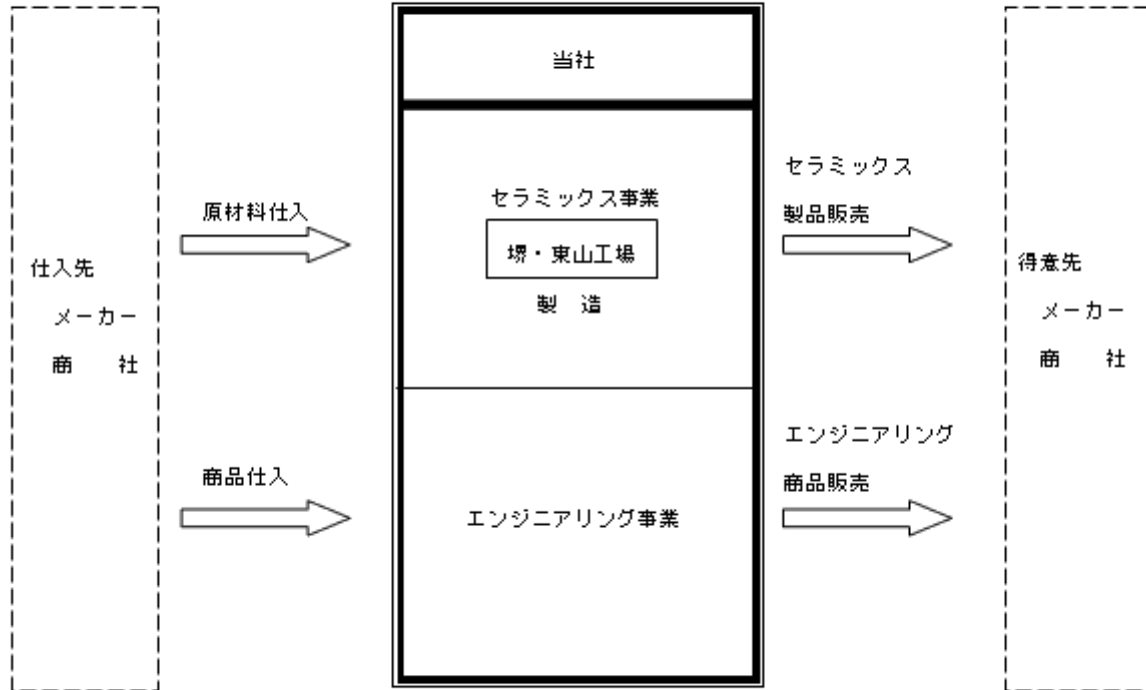 当社
仕入先
メーカー
商　社
原材料仕入
商品仕入
セラミックス事業
堺・東山工場
製　造
エンジニアリング事業
セラミックス
製品販売
エンジニアリング
商品販売
得意先
メーカー
商　社